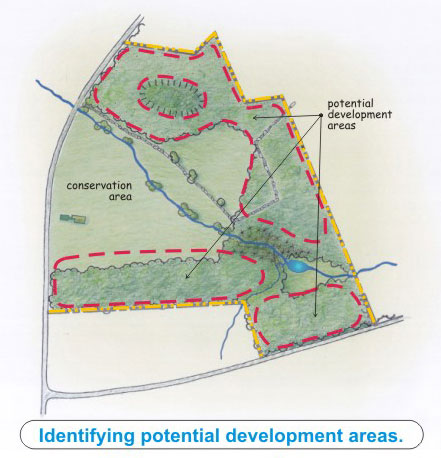 potential
development
areas
conservation
area
Identifying potential development areas.